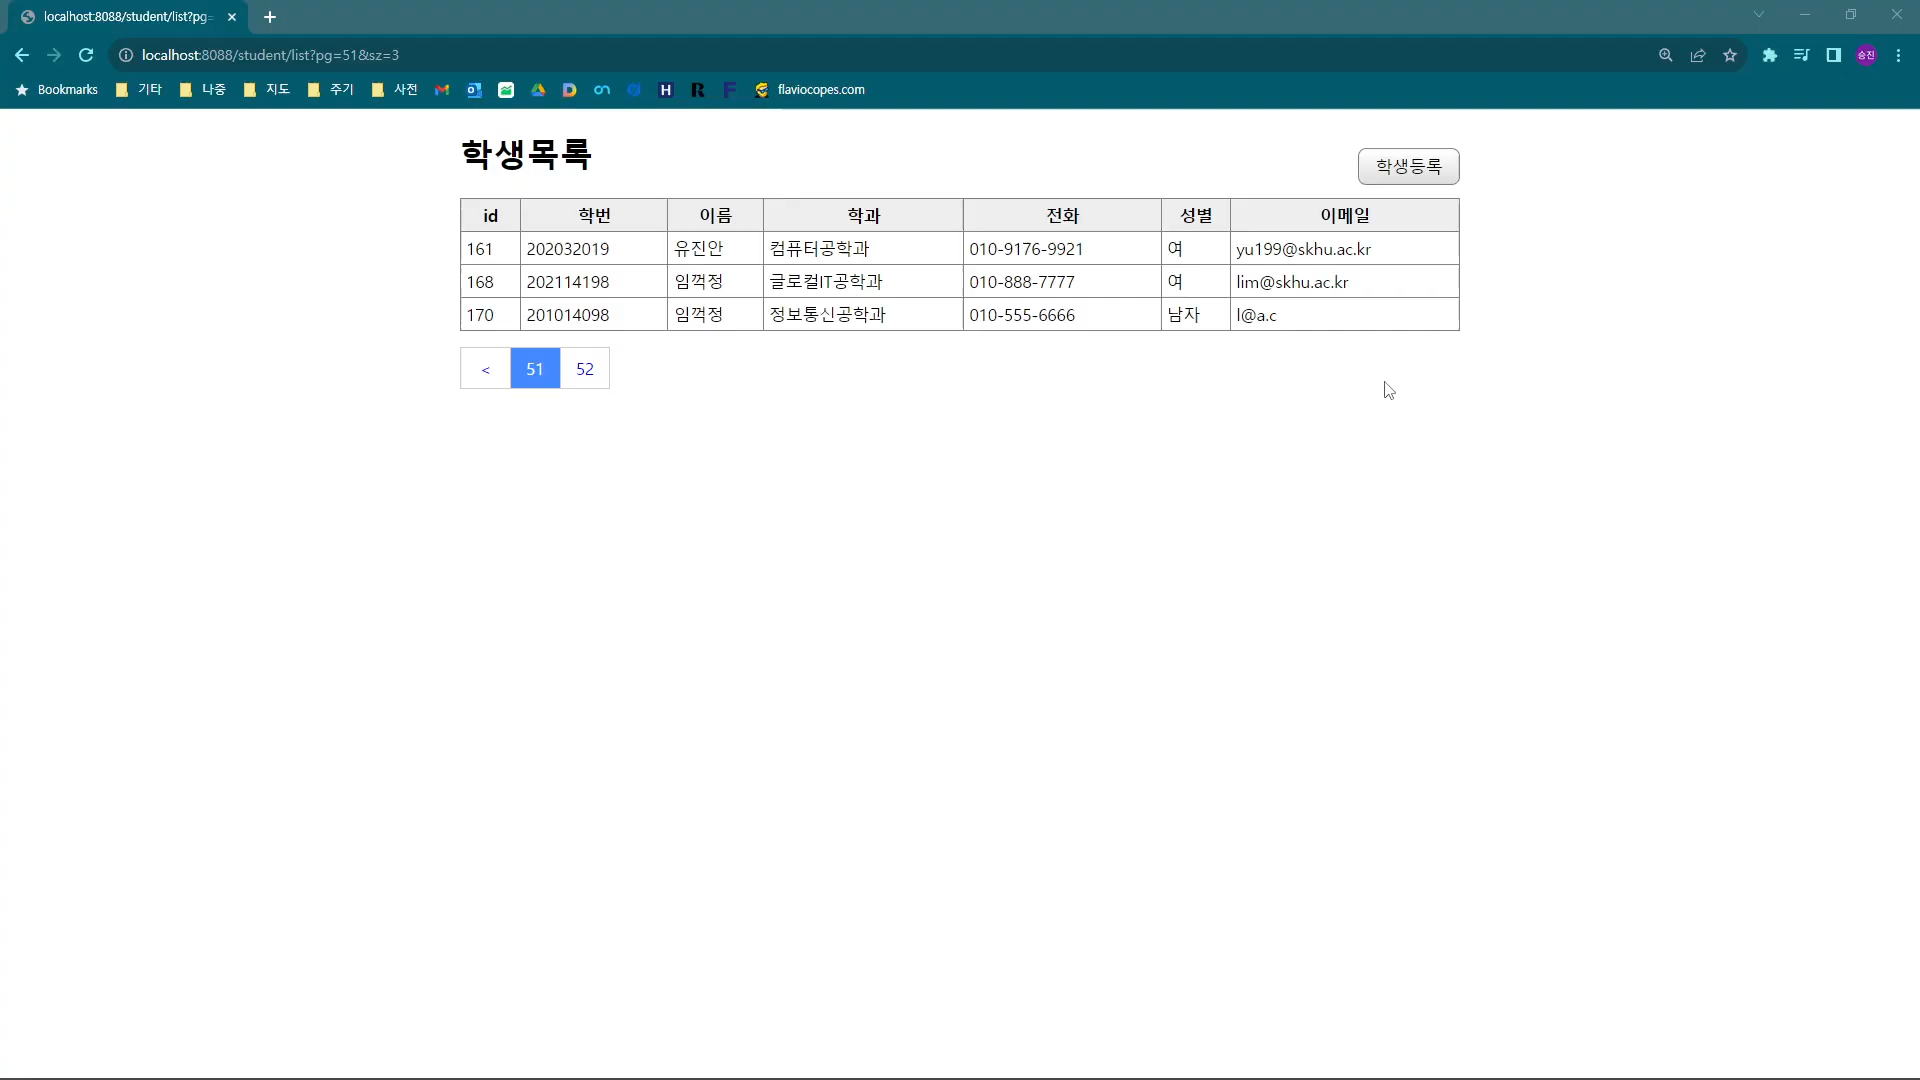 localhost:8088/student/list?pg=
localhost:8088/student/list?pg=51&sz=3
승진
Bookmarks 기타 나중 지도 주기 사전 H R F flaviocopes.com
학생목록
학생등록
id 학번 이름 학과 전화 성별 이메일
161 202032019 유진안 컴퓨터공학과 010-9176-9921 여 yu199@skhu.ac.kr
168 202114198 임꺽정 글로컬IT공학과 010-888-7777 여 lim@skhu.ac.kr
170 201014098 임꺽정 정보통신공학과 010-555-6666 남자 l@a.c
< 51 52